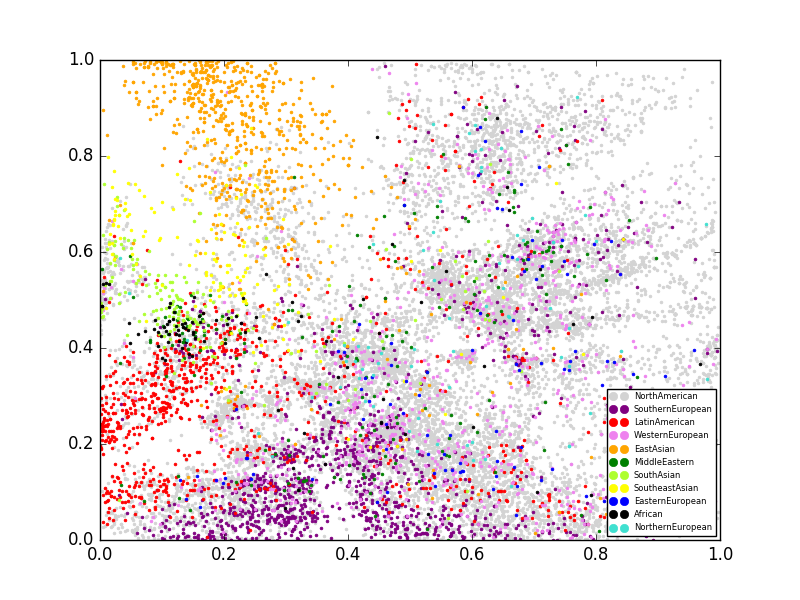 1.0
0.8
0.6
0.4
0.2
0.0
0.0 0.2 0.4 0.6 0.8 1.0
NorthAmerican
SouthernEuropean
LatinAmerican
WesternEuropean
EastAsian
MiddleEastern
SouthAsian
SoutheastAsian
EasternEuropean
African
NorthernEuropean